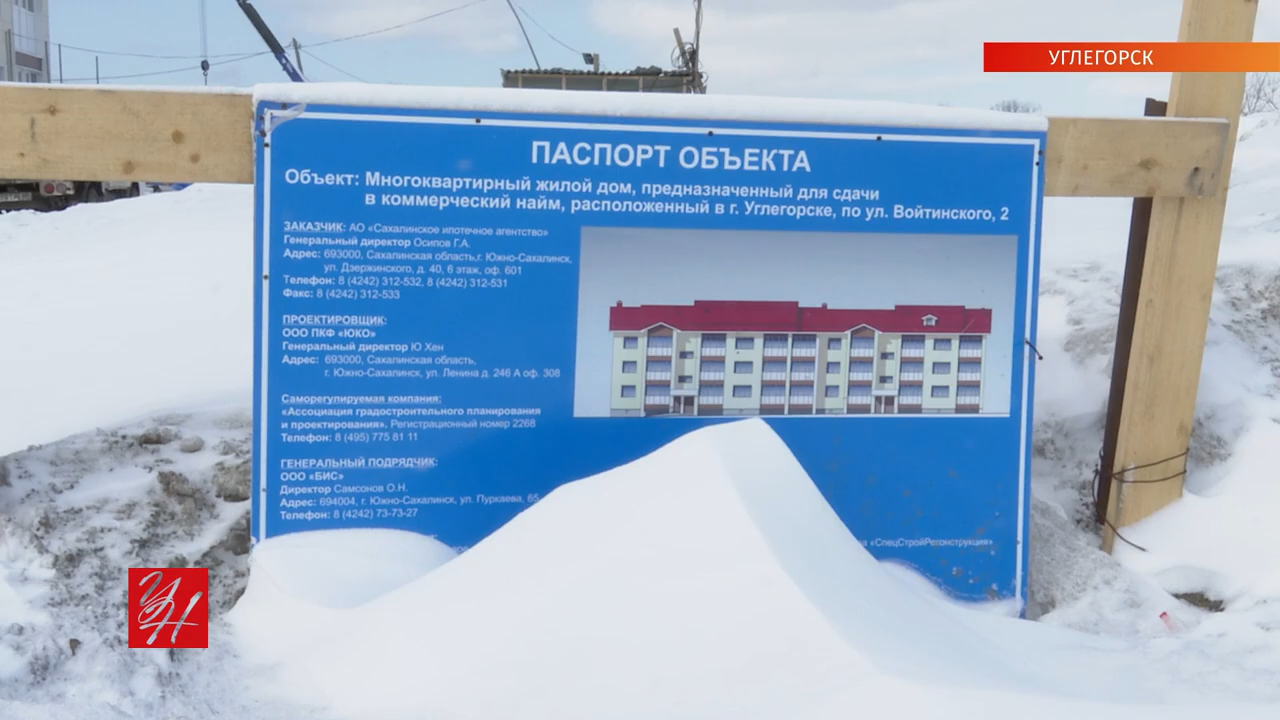 УГЛЕГОРСК
ПАСПОРТ ОБЪЕКТА
Объект: Многоквартирный жилой дом, предназначенный для сдачи
в коммерческий найм, расположенный в г. Углегорске, по ул. Войтинского, 2
ЗАКАЗЧИК: АО «Сахалинское ипотечное агентство»
Генеральный директор Осипов Г.А.
Адрес: 693000, Сахалинская область,г. Южно-Сахалинск,
ул. Дзержинского, д. 40, 6 этаж, оф. 601
Телефон: 8 (4242) 312-532, 8 (4242) 312-531
Факс: 8 (4242) 312-533
ПРОЕКТИРОВЩИК:
ООО ПКФ «ЮКО»
Генеральный директор Ю Хен
Адрес: 693000, Сахалинская область,
г. Южно-Сахалинск, ул. Ленина д. 246 А оф. 308
Саморегулируемая компания:
«Ассоциация градостроительного планирования
и проектирования». Регистрационный номер 2268
Телефон: 8 (495) 775 81 11
ГЕНЕРАЛЬНЫЙ ПОДРЯДЧИК:
ООО «БИС»
Директор Самсонов О.Н.
Адрес: 694004, г. Южно-Сахалинск, ул. Пуркаева, 65
Телефон: 8 (4242) 73-73-27
«СпецСтройРеконструкция»
УН